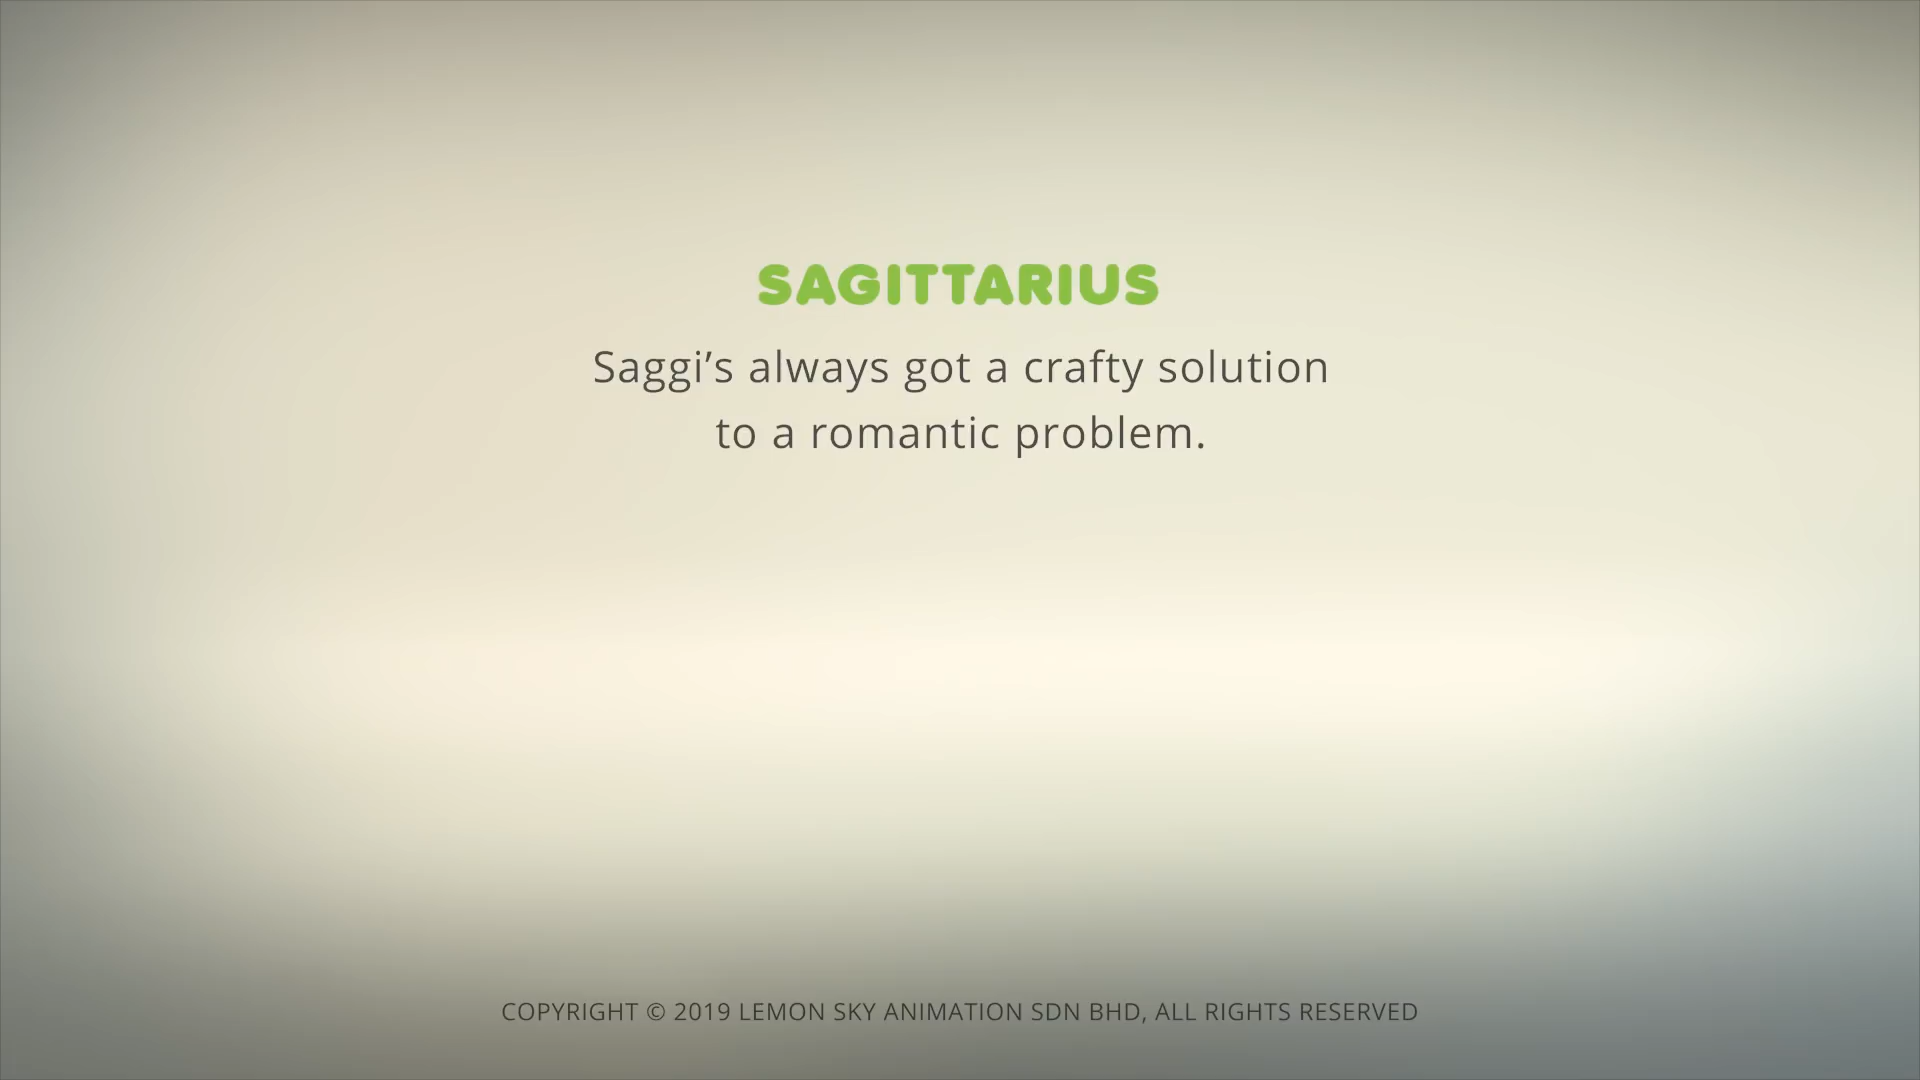 SAGITTARIUS
Saggi’s always got a crafty solution
to a romantic problem.
COPYRIGHT © 2019 LEMON SKY ANIMATION SDN BHD, ALL RIGHTS RESERVED